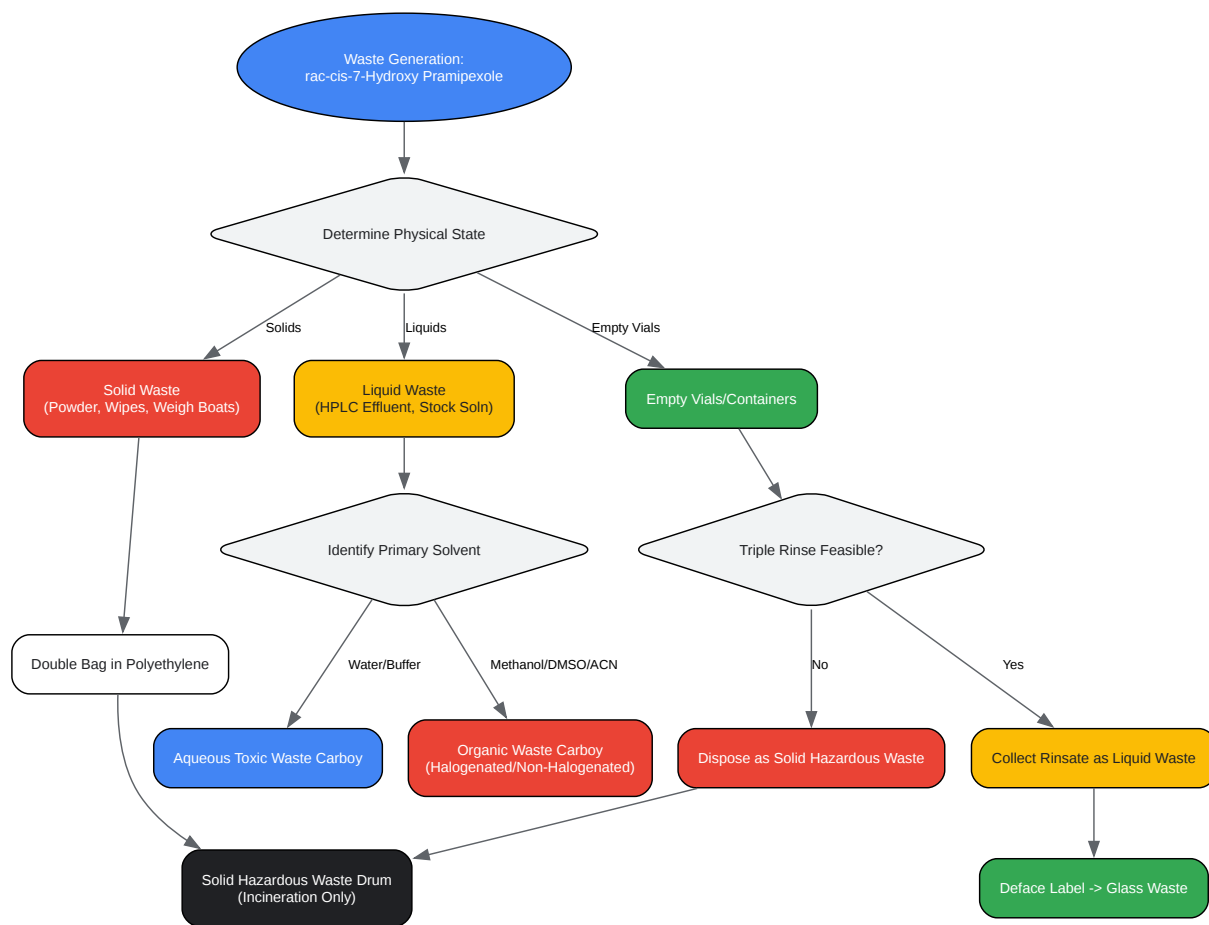 Waste Generation:
rac-cis-7-Hydroxy Pramipexole
Determine Physical State
Solids
Liquids
Empty Vials
Solid Waste
(Powder, Wipes, Weigh Boats)
Liquid Waste
(HPLC Effluent, Stock Soln)
Empty Vials/Containers
Identify Primary Solvent
Triple Rinse Feasible?
Double Bag in Polyethylene
Water/Buffer
Methanol/DMSO/ACN
No
Yes
Aqueous Toxic Waste Carboy
Organic Waste Carboy
(Halogenated/Non-Halogenated)
Dispose as Solid Hazardous Waste
Collect Rinsate as Liquid Waste
Solid Hazardous Waste Drum
(Incineration Only)
Deface Label -> Glass Waste